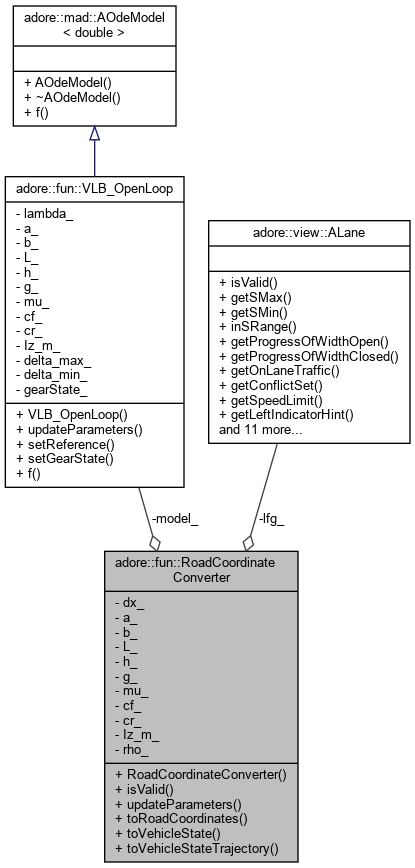 adore::mad::AOdeModel
< double >
+ AOdeModel()
+ ~AOdeModel()
+ f()
adore::fun::VLB_OpenLoop
- lambda_
- a_
- b_
- L_
- h_
- g_
- mu_
- cf_
- cr_
- Iz_m_
- delta_max_
- delta_min_
- gearState_
+ VLB_OpenLoop()
+ updateParameters()
+ setReference()
+ setGearState()
+ f()
adore::view::ALane
+ isValid()
+ getSMax()
+ getSMin()
+ inSRange()
+ getProgressOfWidthOpen()
+ getProgressOfWidthClosed()
+ getOnLaneTraffic()
+ getConflictSet()
+ getSpeedLimit()
+ getLeftIndicatorHint()
and 11 more...
-model_
-lfg_
adore::fun::RoadCoordinate
Converter
- dx_
- a_
- b_
- L_
- h_
- g_
- mu_
- cf_
- cr_
- Iz_m_
- rho_
+ RoadCoordinateConverter()
+ isValid()
+ updateParameters()
+ toRoadCoordinates()
+ toVehicleState()
+ toVehicleStateTrajectory()